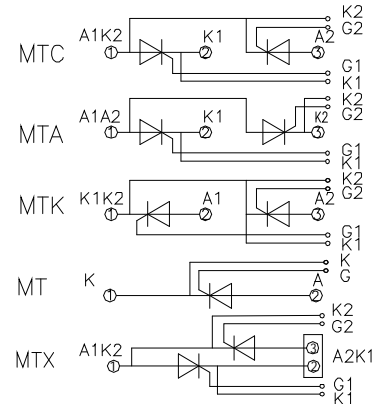 K2
G2
A1K2 K1 A2
MTC
1 2 3
G1
K1
K2
A1A2 K1 K2 G2
MTA
1 2 3
G1
K1
K2
K1K2 A1 A2 G2
MTK
1 2 3
G1
K1
K
K A G
MT
1 2
K2
G2
A1K2 3 A2K1
MTX
1 2
G1
K1